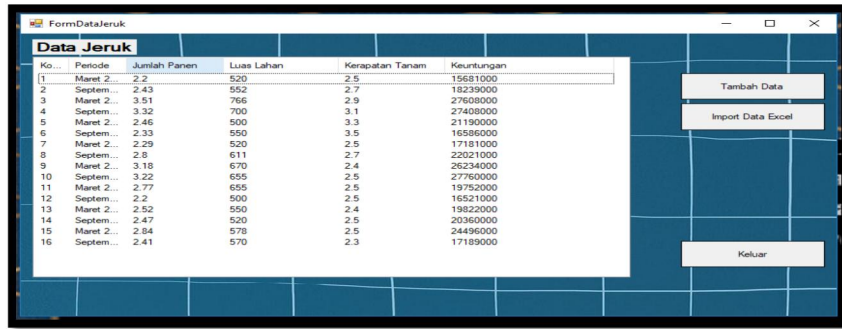 FormDataJeruk
Data Jeruk
Ko... Periode Jumlah Panen Luas Lahan Kerapatan Tanam Keuntungan
1 Maret 2... 2.2 520 2.5 15681000
2 Septem... 2.43 552 2.7 18239000
3 Maret 2... 3.51 766 2.9 27608000
4 Septem... 3.32 700 3.1 27408000
5 Maret 2... 2.46 500 3.3 21190000
6 Septem... 2.33 550 3.5 16586000
7 Maret 2... 2.29 520 2.5 17181000
8 Septem... 2.8 611 2.7 22021000
9 Maret 2... 3.18 670 2.4 26234000
10 Septem... 3.22 655 2.5 27760000
11 Maret 2... 2.77 655 2.5 19752000
12 Septem... 2.2 500 2.5 16521000
13 Maret 2... 2.52 550 2.4 19822000
14 Septem... 2.47 520 2.5 20360000
15 Maret 2... 2.84 578 2.5 24496000
16 Septem... 2.41 570 2.3 17189000
Tambah Data
Import Data Excel
Keluar